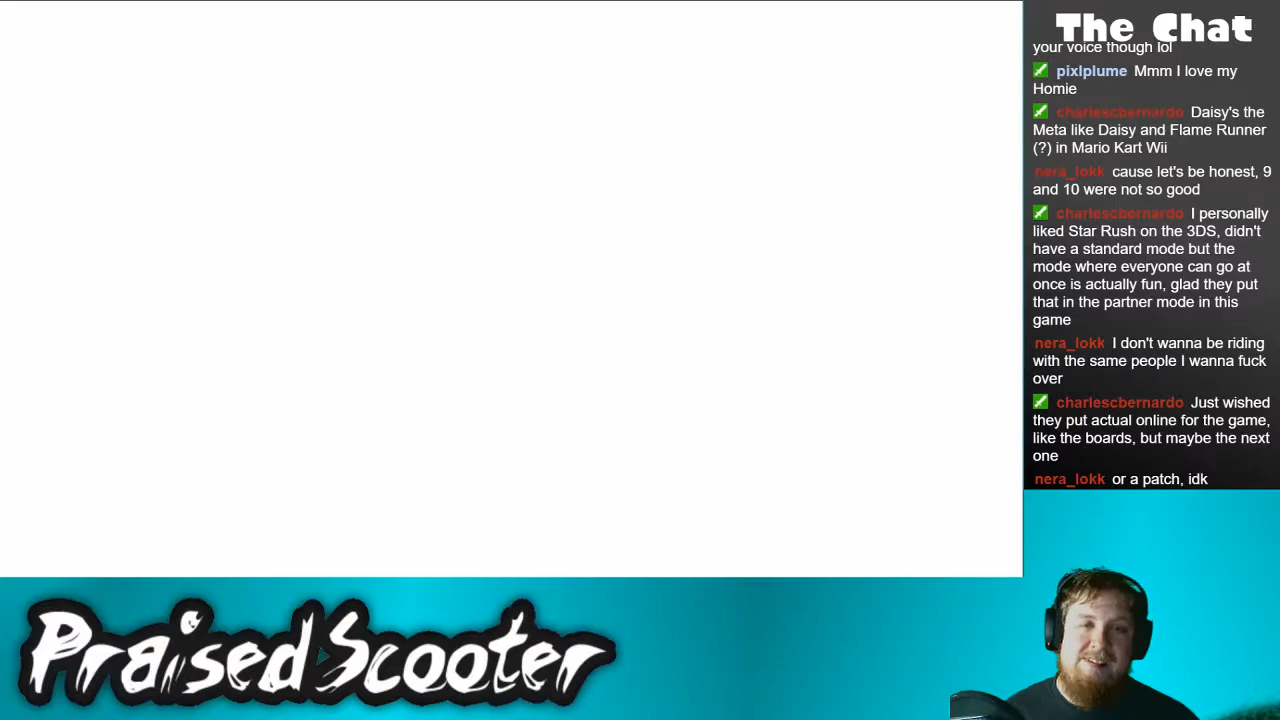 The Chat
your voice though lol
pixlplume Mmm I love my
Homie
charlescbernardo Daisy's the
Meta like Daisy and Flame Runner
(?) in Mario Kart Wii
nera_lokk cause let's be honest, 9
and 10 were not so good
charlescbernardo I personally
liked Star Rush on the 3DS, didn't
have a standard mode but the
mode where everyone can go at
once is actually fun, glad they put
that in the partner mode in this
game
nera_lokk I don't wanna be riding
with the same people I wanna fuck
over
charlescbernardo Just wished
they put actual online for the game,
like the boards, but maybe the next
one
nera_lokk or a patch, idk
Praised Scooter